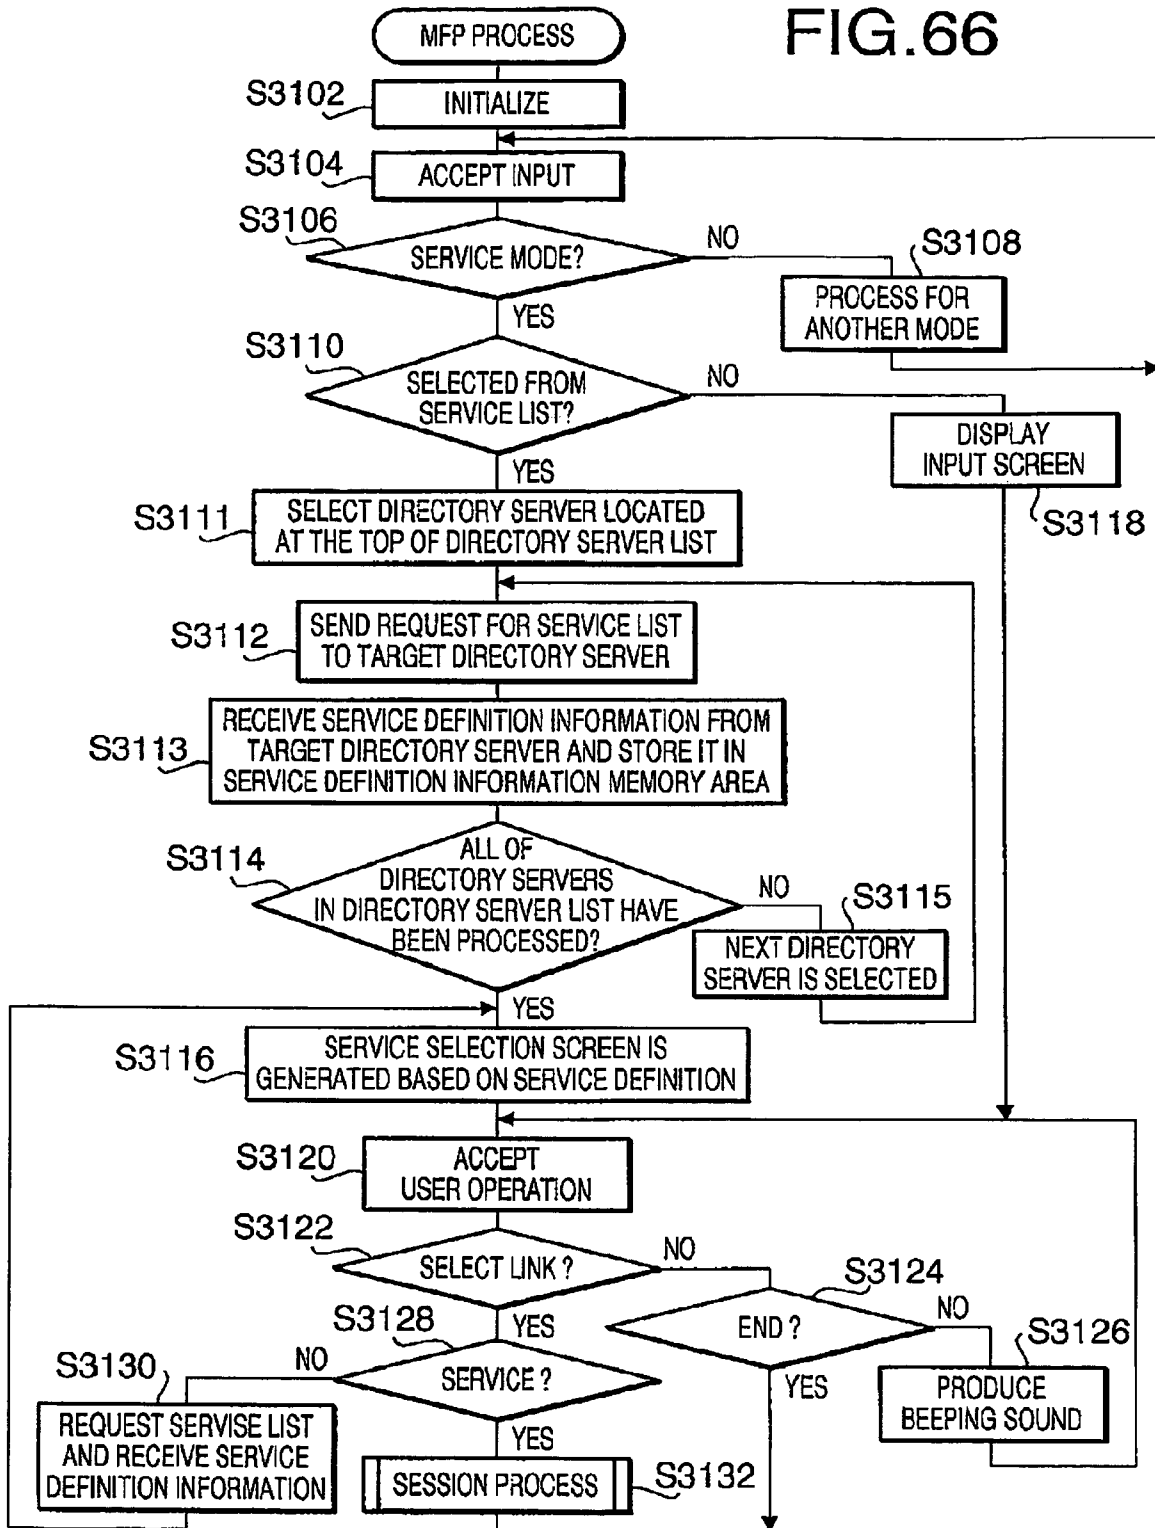 FIG.66
MFP PROCESS
S3102
INITIALIZE
S3104
ACCEPT INPUT
S3106
SERVICE MODE?
NO
S3108
PROCESS FOR
ANOTHER MODE
YES
S3110
SELECTED FROM
SERVICE LIST?
NO
DISPLAY
INPUT SCREEN
S3118
YES
S3111
SELECT DIRECTORY SERVER LOCATED
AT THE TOP OF DIRECTORY SERVER LIST
S3112
SEND REQUEST FOR SERVICE LIST
TO TARGET DIRECTORY SERVER
S3113
RECEIVE SERVICE DEFINITION INFORMATION FROM
TARGET DIRECTORY SERVER AND STORE IT IN
SERVICE DEFINITION INFORMATION MEMORY AREA
S3114
ALL OF
DIRECTORY SERVERS
IN DIRECTORY SERVER LIST HAVE
BEEN PROCESSED?
NO
S3115
NEXT DIRECTORY
SERVER IS SELECTED
YES
S3116
SERVICE SELECTION SCREEN IS
GENERATED BASED ON SERVICE DEFINITION
S3120
ACCEPT
USER OPERATION
S3122
SELECT LINK ?
NO
S3124
END ?
NO
S3126
PRODUCE
BEEPING SOUND
YES
YES
S3128
SERVICE ?
NO
S3130
REQUEST SERVISE LIST
AND RECEIVE SERVICE
DEFINITION INFORMATION
YES
SESSION PROCESS
S3132